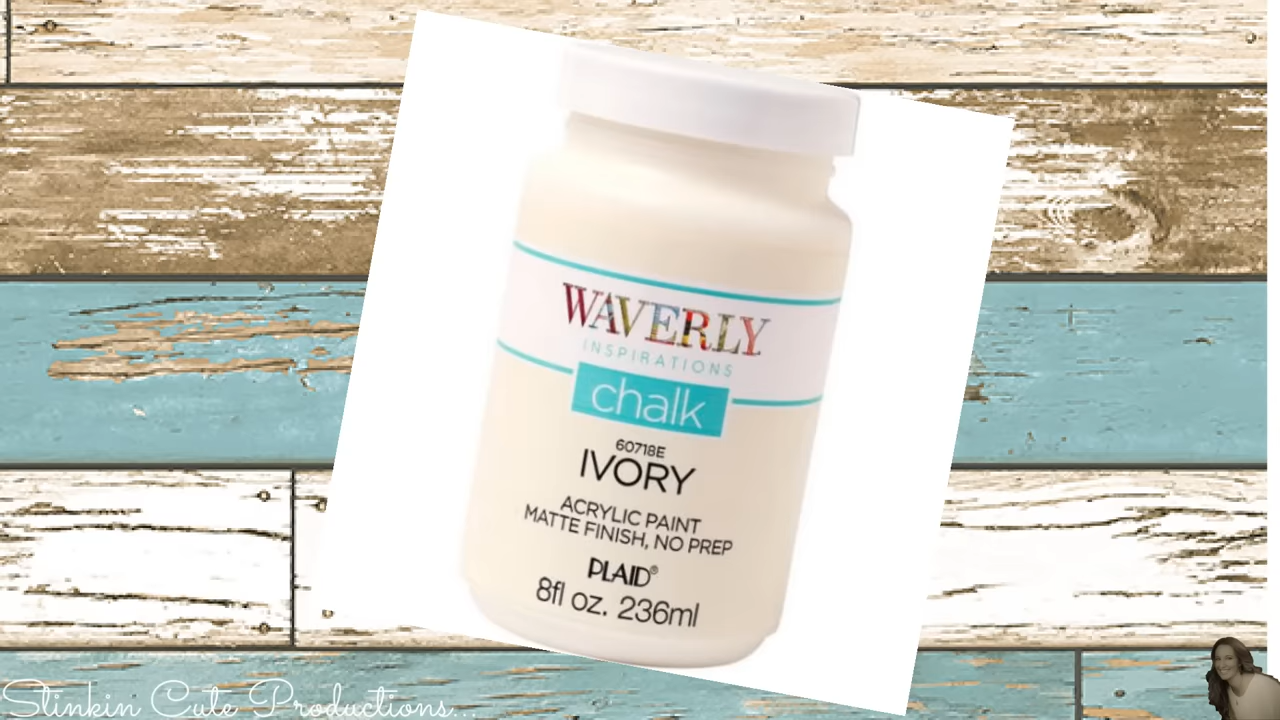 WAVERLY
INSPIRATIONS
chalk
60718E
IVORY
ACRYLIC PAINT
MATTE FINISH, NO PREP
PLAID®
8fl oz. 236ml
Stinkin Cute Productions...